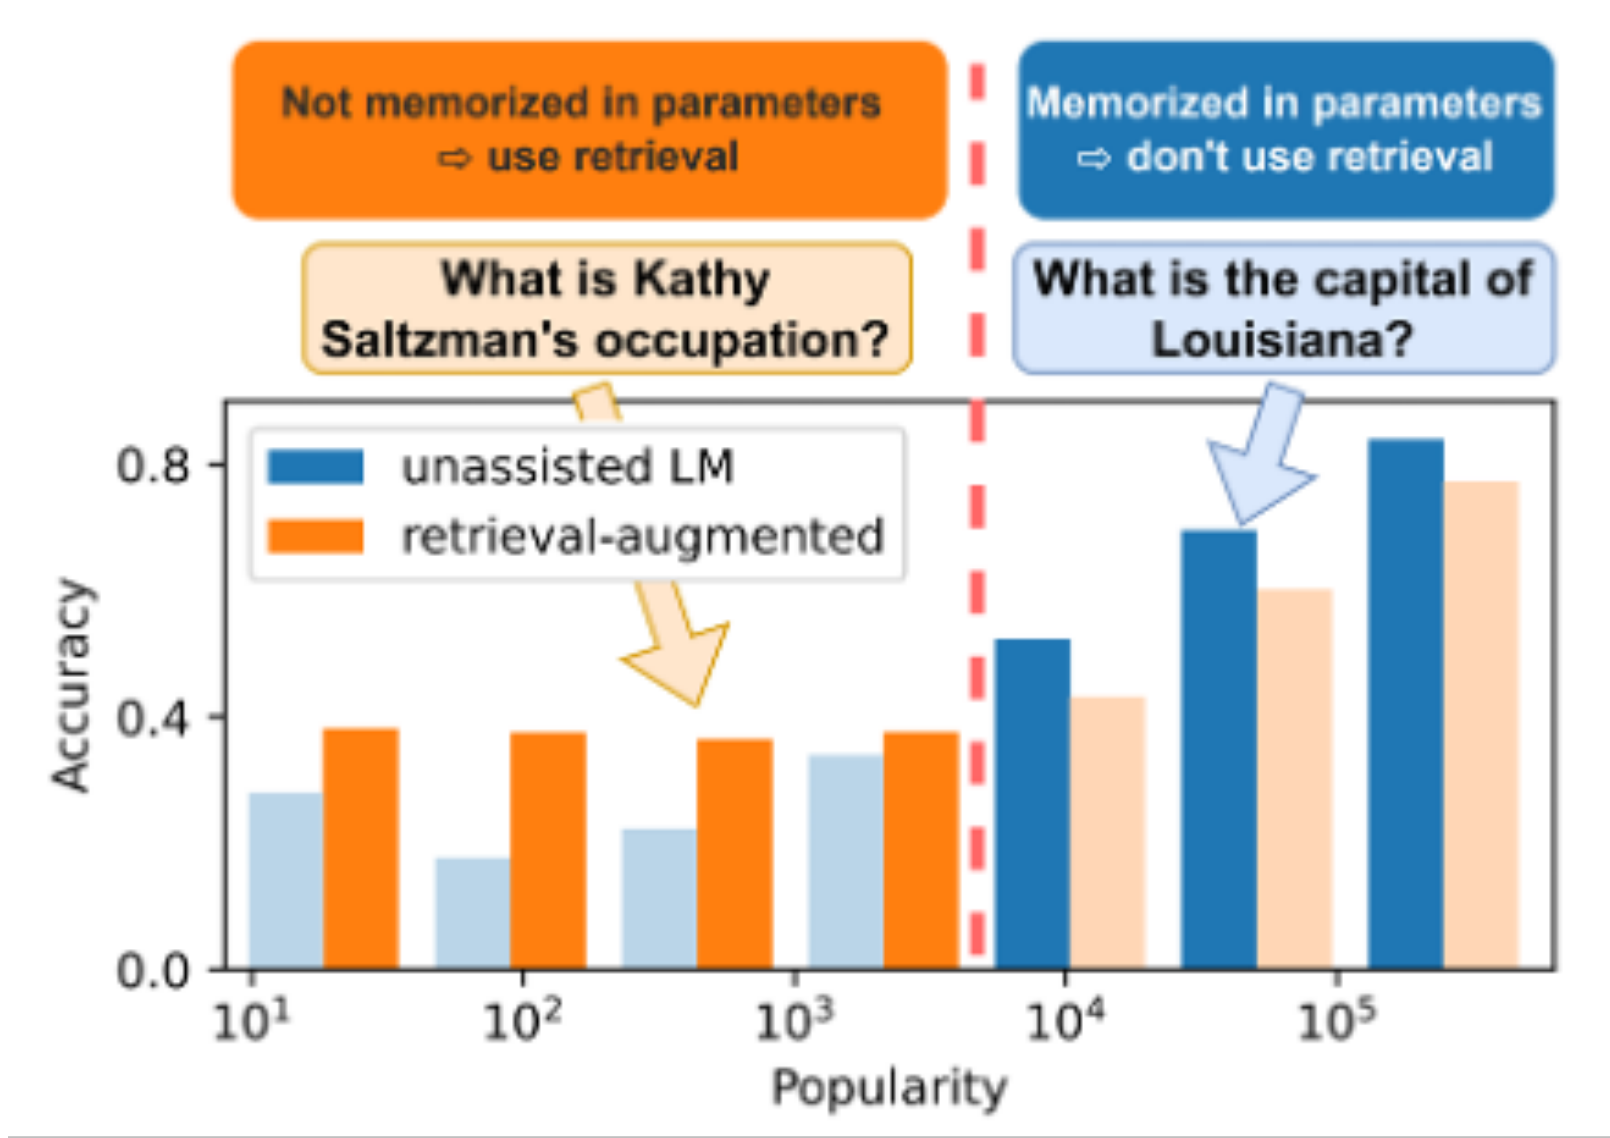 Not memorized in parameters
⇨ use retrieval
Memorized in parameters
⇨ don't use retrieval
What is Kathy
Saltzman's occupation?
What is the capital of
Louisiana?
unassisted LM
retrieval-augmented
Accuracy
0.8
0.4
0.0
10¹ 10² 10³ 10⁴ 10⁵
Popularity